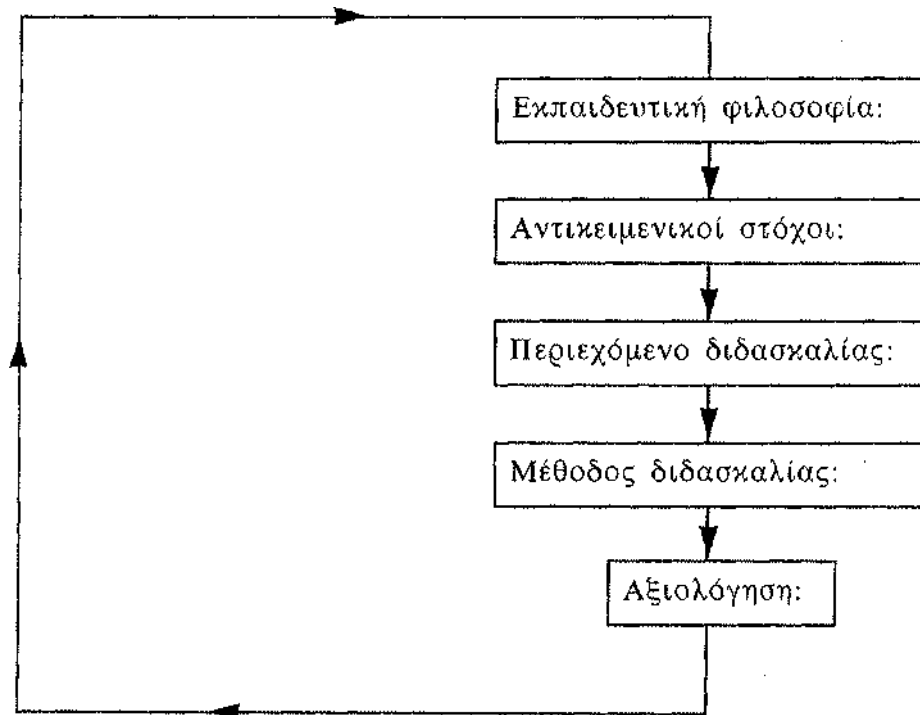 Εκπαιδευτική φιλοσοφία:
Αντικειμενικοί στόχοι:
Περιεχόμενο διδασκαλίας:
Μέθοδος διδασκαλίας:
Αξιολόγηση: